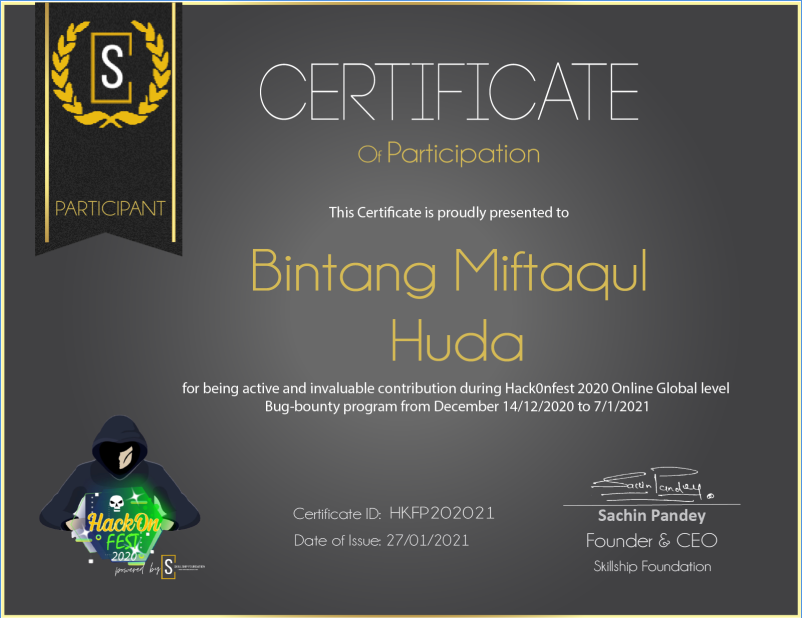 S
CERTIFICATE
Of Participation
PARTICIPANT
This Certificate is proudly presented to
Bintang Miftaqul
Huda
for being active and invaluable contribution during Hack0nfest 2020 Online Global level
Bug-bounty program from December 14/12/2020 to 7/1/2021
HackOn
FEST
2020
powered by S
Certificate ID: HKFP202021
Date of Issue: 27/01/2021
Sachin Pandey.
Sachin Pandey
Founder & CEO
Skillship Foundation